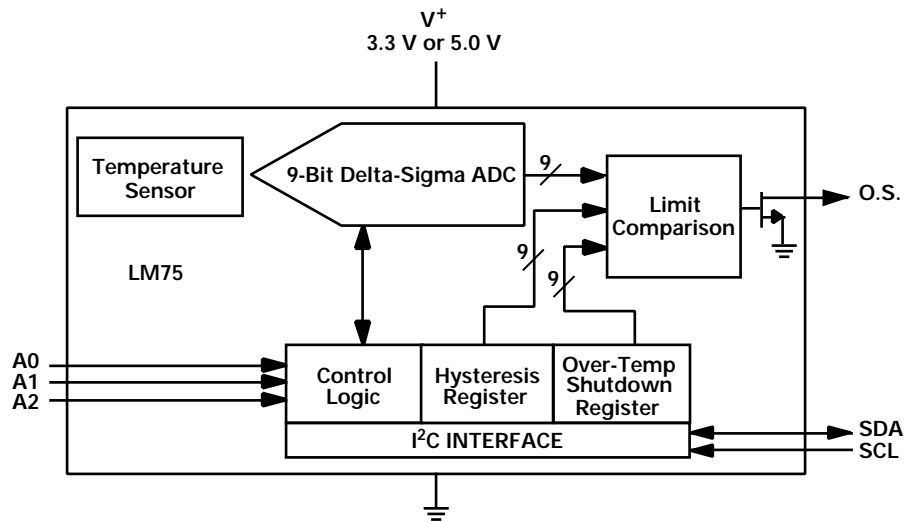 V⁺
3.3 V or 5.0 V
Temperature
Sensor
9-Bit Delta-Sigma ADC
9
Limit
Comparison
O.S.
9
9
LM75
A0
A1
A2
Control
Logic
Hysteresis
Register
Over-Temp
Shutdown
Register
I²C INTERFACE
SDA
SCL